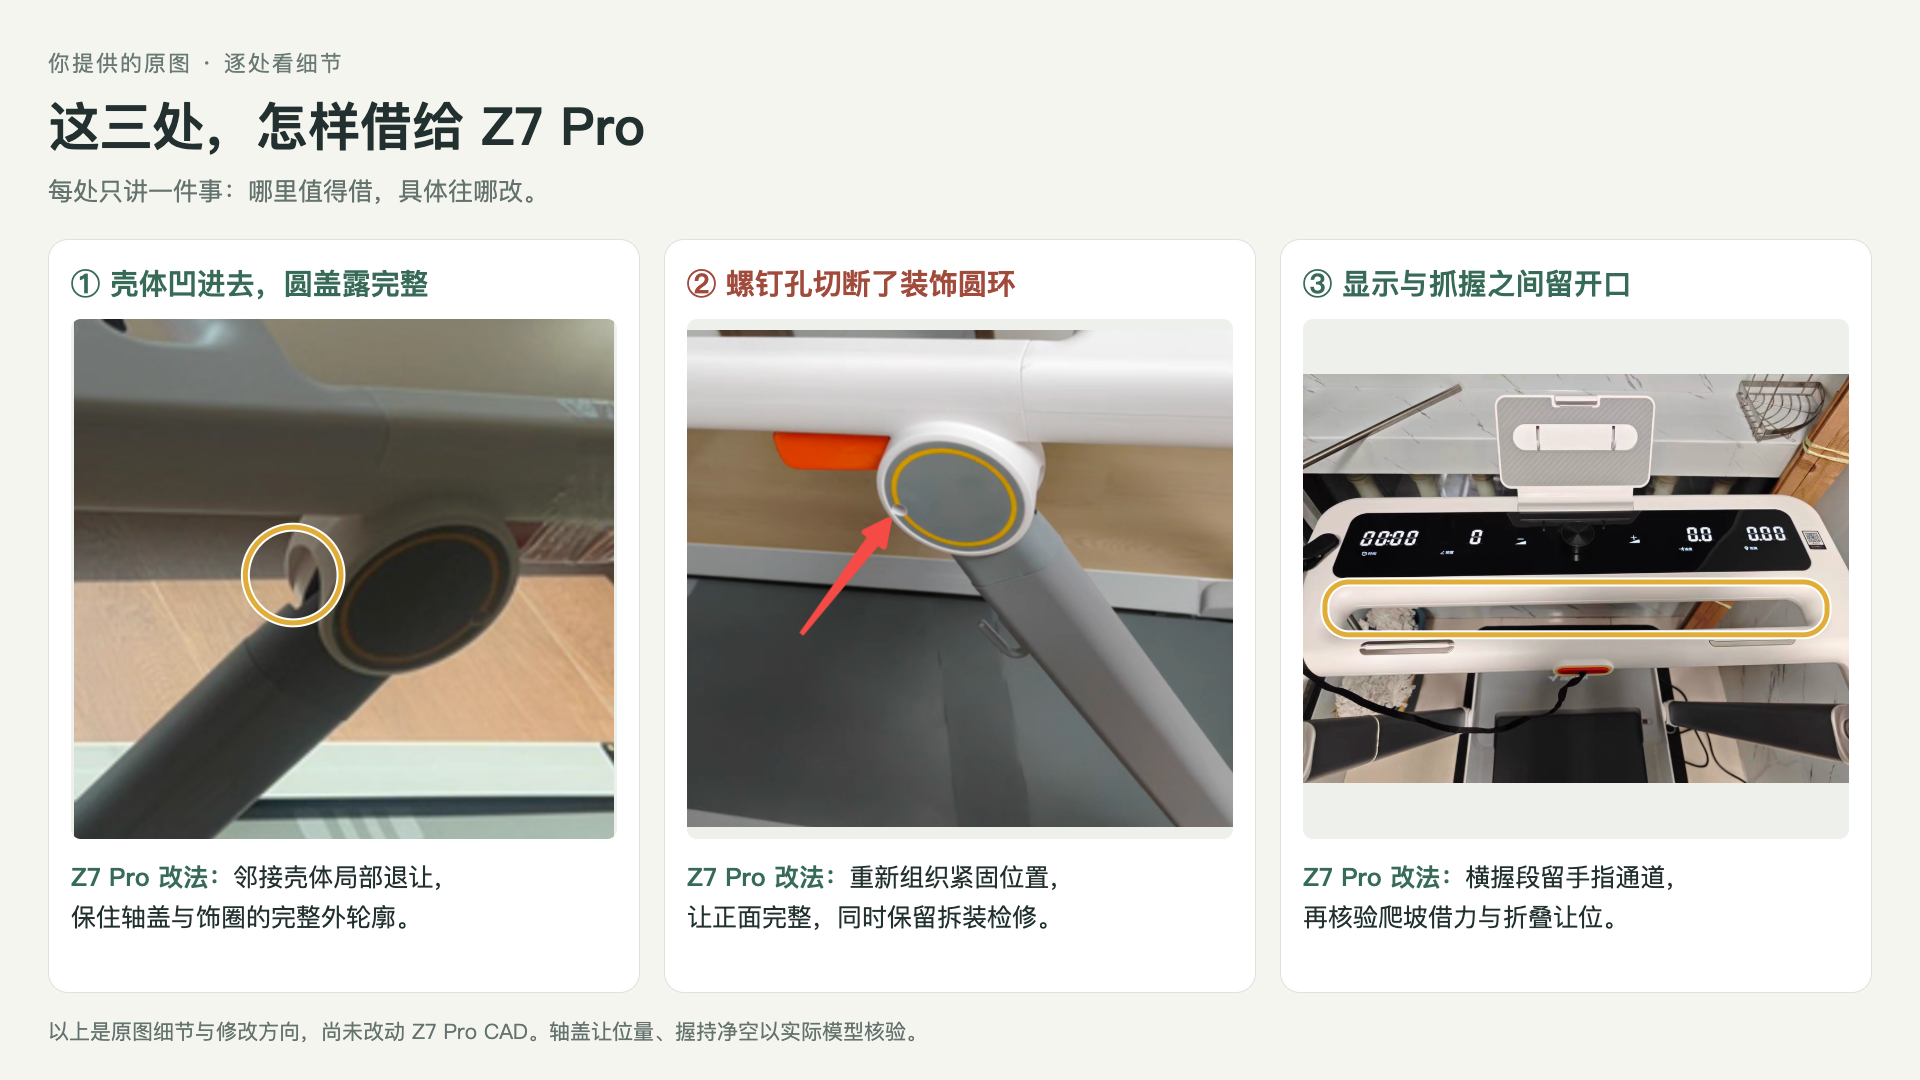 你提供的原图 · 逐处看细节
这三处，怎样借给 Z7 Pro
每处只讲一件事：哪里值得借，具体往哪改。
① 壳体凹进去，圆盖露完整
② 螺钉孔切断了装饰圆环
③ 显示与抓握之间留开口
00:00 0 − + 0.0 0.00
Z7 Pro 改法：邻接壳体局部退让，
保住轴盖与饰圈的完整外轮廓。
Z7 Pro 改法：重新组织紧固位置，
让正面完整，同时保留拆装检修。
Z7 Pro 改法：横握段留手指通道，
再核验爬坡借力与折叠让位。
以上是原图细节与修改方向，尚未改动 Z7 Pro CAD。轴盖让位量、握持净空以实际模型核验。